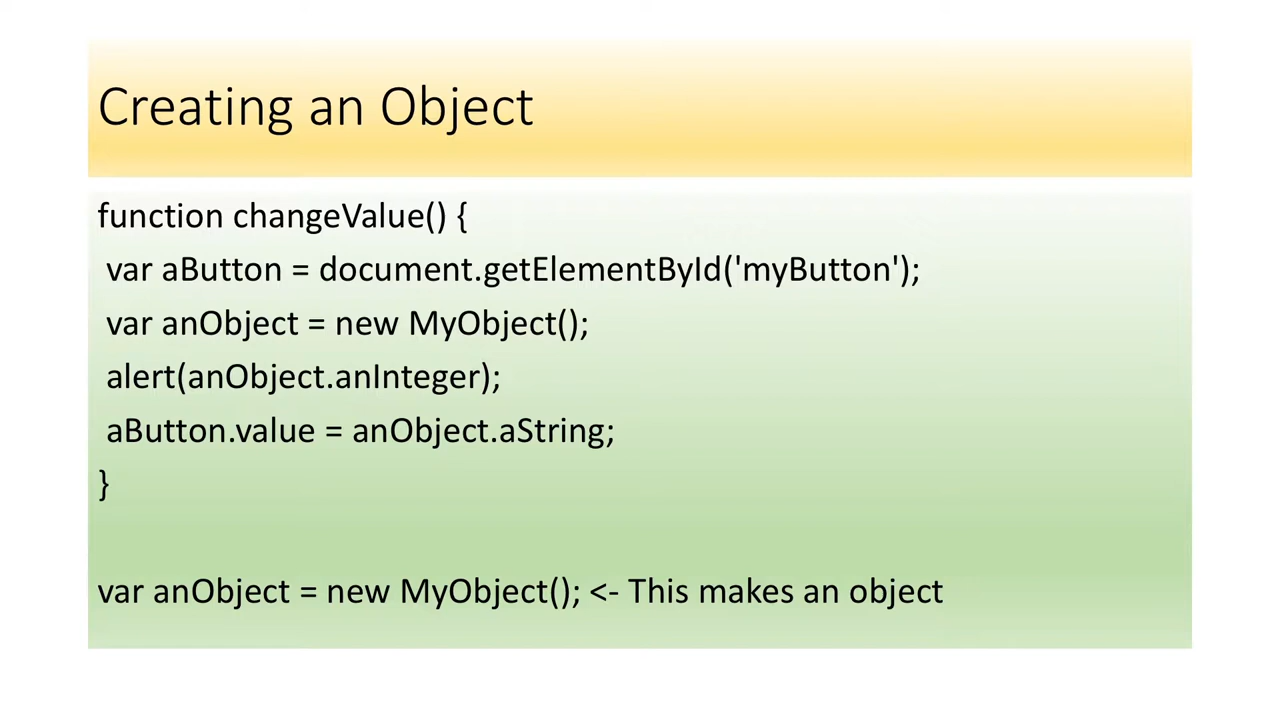 Creating an Object
function changeValue() {
var aButton = document.getElementById('myButton');
var anObject = new MyObject();
alert(anObject.anInteger);
aButton.value = anObject.aString;
}
var anObject = new MyObject(); <- This makes an object